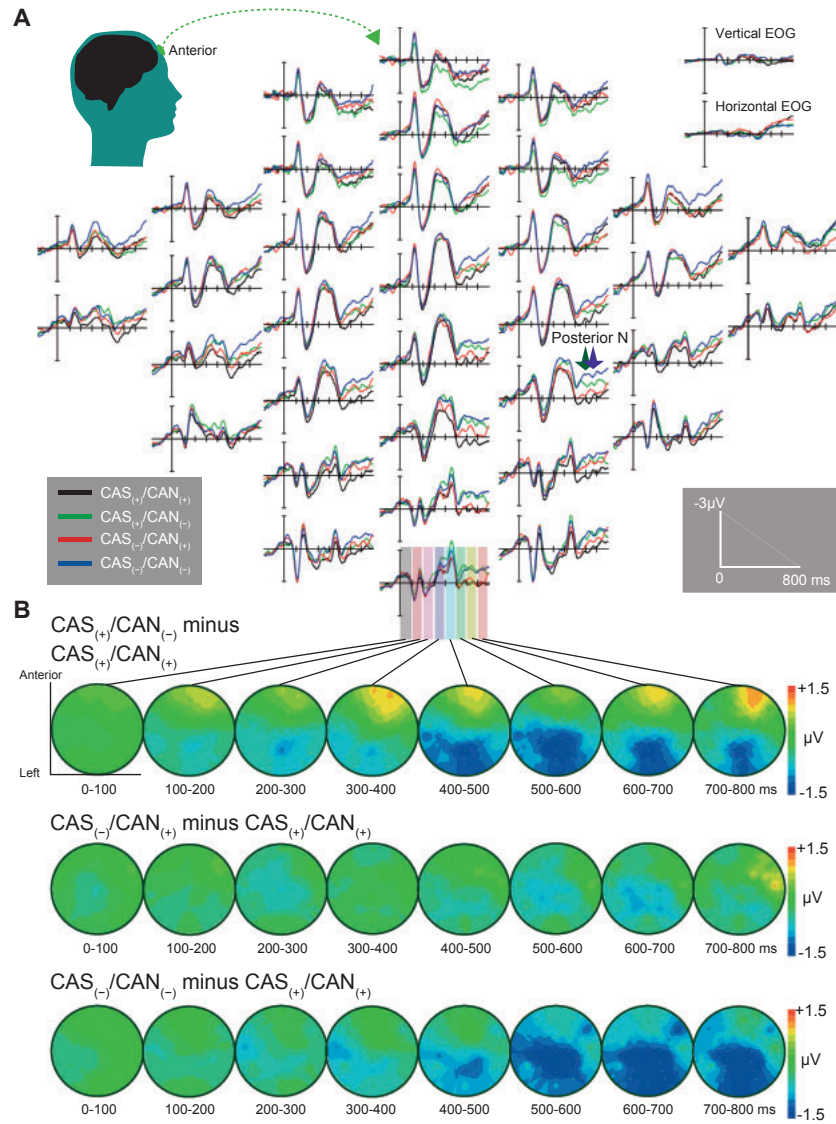 A
Anterior
Vertical EOG
Horizontal EOG
Posterior N
CAS(+)/CAN(+)
CAS(+)/CAN(−)
CAS(−)/CAN(+)
CAS(−)/CAN(−)
-3μV
0 800 ms
B
CAS(+)/CAN(−) minus
CAS(+)/CAN(+)
Anterior
Left
+1.5
μV
-1.5
0-100 100-200 200-300 300-400 400-500 500-600 600-700 700-800 ms
CAS(−)/CAN(+) minus CAS(+)/CAN(+)
+1.5
μV
-1.5
0-100 100-200 200-300 300-400 400-500 500-600 600-700 700-800 ms
CAS(−)/CAN(−) minus CAS(+)/CAN(+)
+1.5
μV
-1.5
0-100 100-200 200-300 300-400 400-500 500-600 600-700 700-800 ms